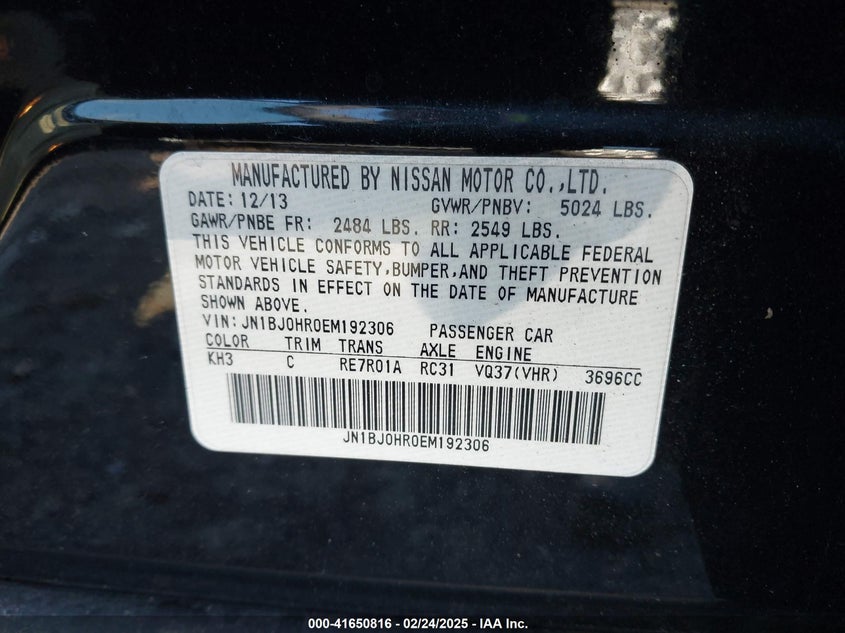 MANUFACTURED BY NISSAN MOTOR CO.,LTD.
DATE: 12/13 GVWR/PNBV: 5024 LBS.
GAWR/PNBE FR: 2484 LBS. RR: 2549 LBS.
THIS VEHICLE CONFORMS TO ALL APPLICABLE FEDERAL
MOTOR VEHICLE SAFETY,BUMPER,AND THEFT PREVENTION
STANDARDS IN EFFECT ON THE DATE OF MANUFACTURE
SHOWN ABOVE.
VIN: JN1BJ0HR0EM192306 PASSENGER CAR
COLOR TRIM TRANS AXLE ENGINE
KH3 C RE7R01A RC31 VQ37(VHR) 3696CC
JN1BJ0HR0EM192306
000-41650816 - 02/24/2025 - IAA Inc.